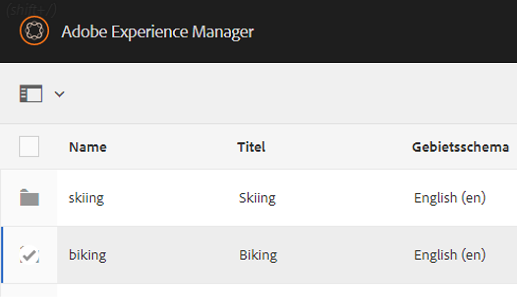 (shift+/)
Adobe Experience Manager
Name Titel Gebietsschema
skiing Skiing English (en)
biking Biking English (en)